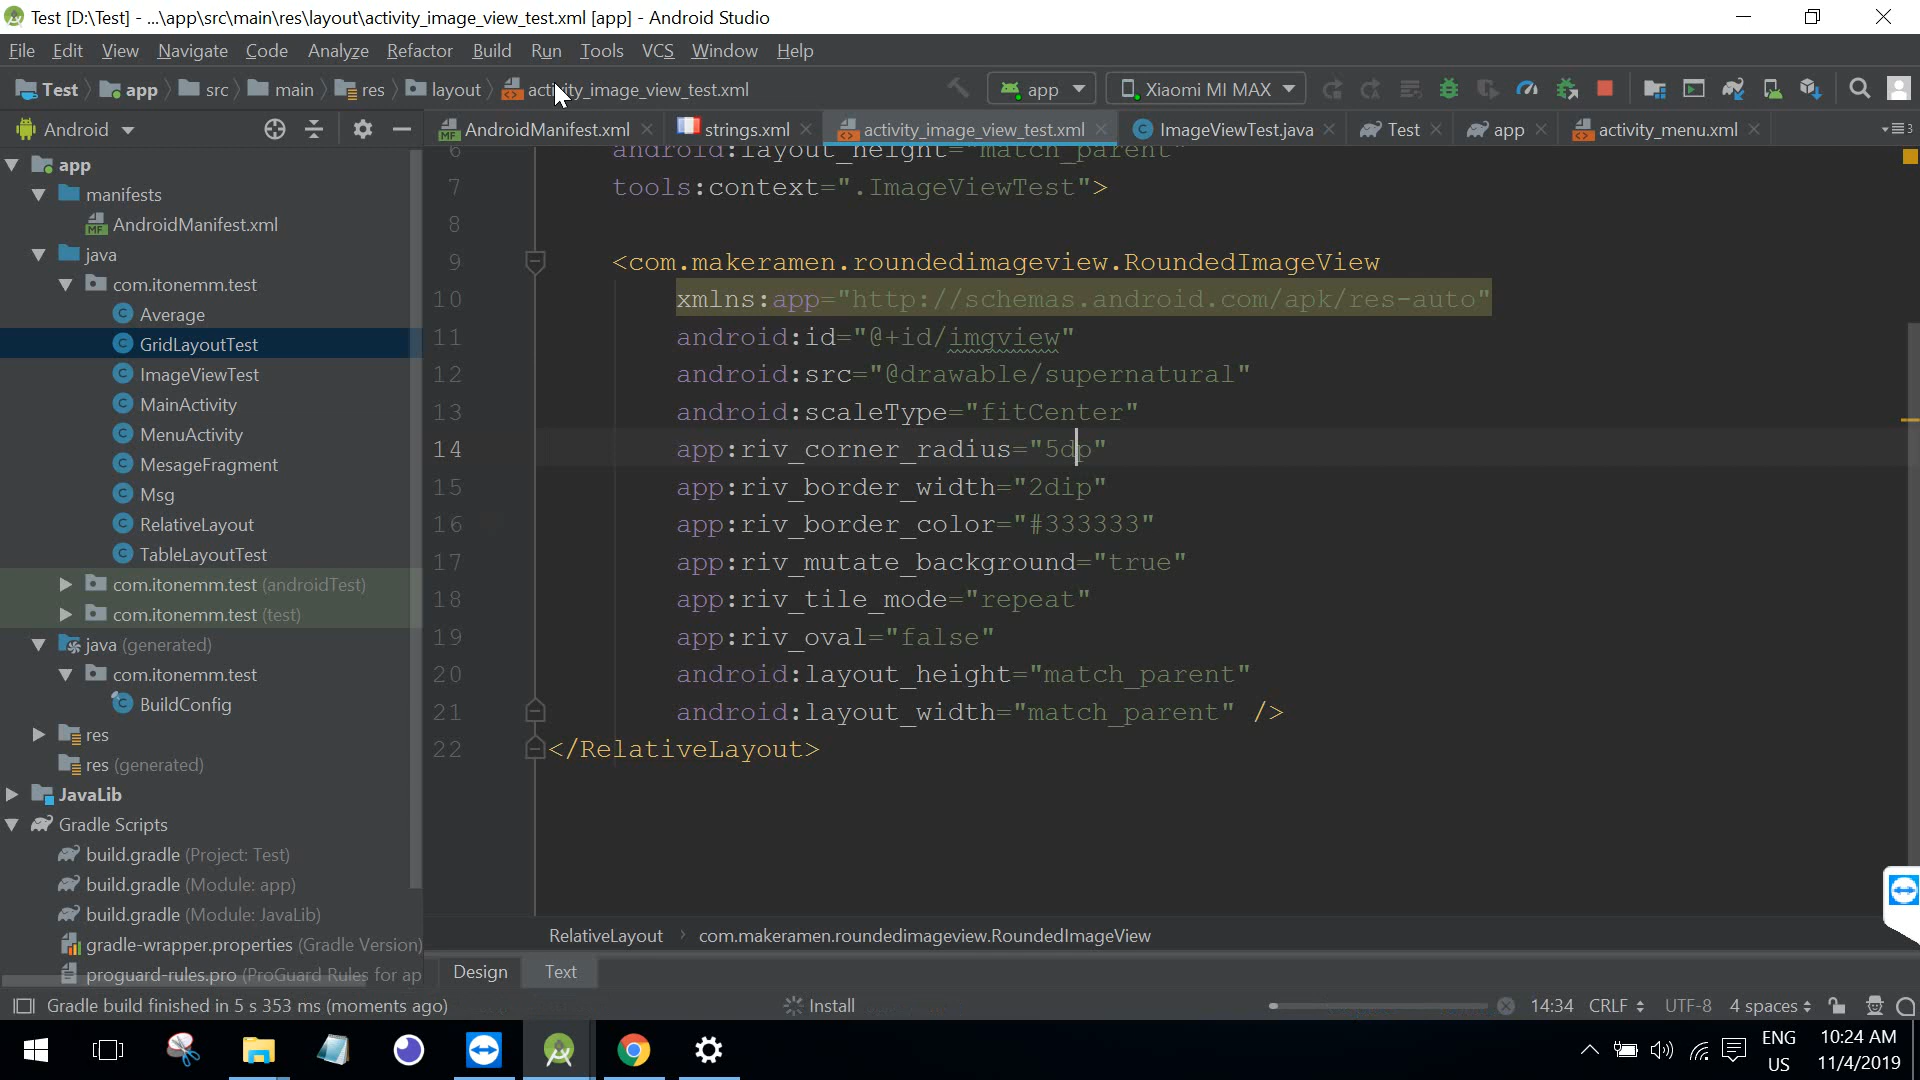 Test [D:\Test] - ...\app\src\main\res\layout\activity_image_view_test.xml [app] - Android Studio
File Edit View Navigate Code Analyze Refactor Build Run Tools VCS Window Help
Test app src main res layout activity_image_view_test.xml app Xiaomi MI MAX
Android AndroidManifest.xml strings.xml activity_image_view_test.xml ImageViewTest.java Test app activity_menu.xml 3
app
manifests
AndroidManifest.xml
java
com.itonemm.test
Average
GridLayoutTest
ImageViewTest
MainActivity
MenuActivity
MesageFragment
Msg
RelativeLayout
TableLayoutTest
com.itonemm.test (androidTest)
com.itonemm.test (test)
java (generated)
com.itonemm.test
BuildConfig
res
res (generated)
JavaLib
Gradle Scripts
build.gradle (Project: Test)
build.gradle (Module: app)
build.gradle (Module: JavaLib)
gradle-wrapper.properties (Gradle Version)
proguard-rules.pro (ProGuard Rules for ap
6 android:layout_height="match_parent"
7 tools:context=".ImageViewTest">
8
9 <com.makeramen.roundedimageview.RoundedImageView
10 xmlns:app="http://schemas.android.com/apk/res-auto"
11 android:id="@+id/imgview"
12 android:src="@drawable/supernatural"
13 android:scaleType="fitCenter"
14 app:riv_corner_radius="5dp"
15 app:riv_border_width="2dip"
16 app:riv_border_color="#333333"
17 app:riv_mutate_background="true"
18 app:riv_tile_mode="repeat"
19 app:riv_oval="false"
20 android:layout_height="match_parent"
21 android:layout_width="match_parent" />
22 </RelativeLayout>
RelativeLayout com.makeramen.roundedimageview.RoundedImageView
Design Text
Gradle build finished in 5 s 353 ms (moments ago) Install 14:34 CRLF UTF-8 4 spaces
ENG 10:24 AM
US 11/4/2019